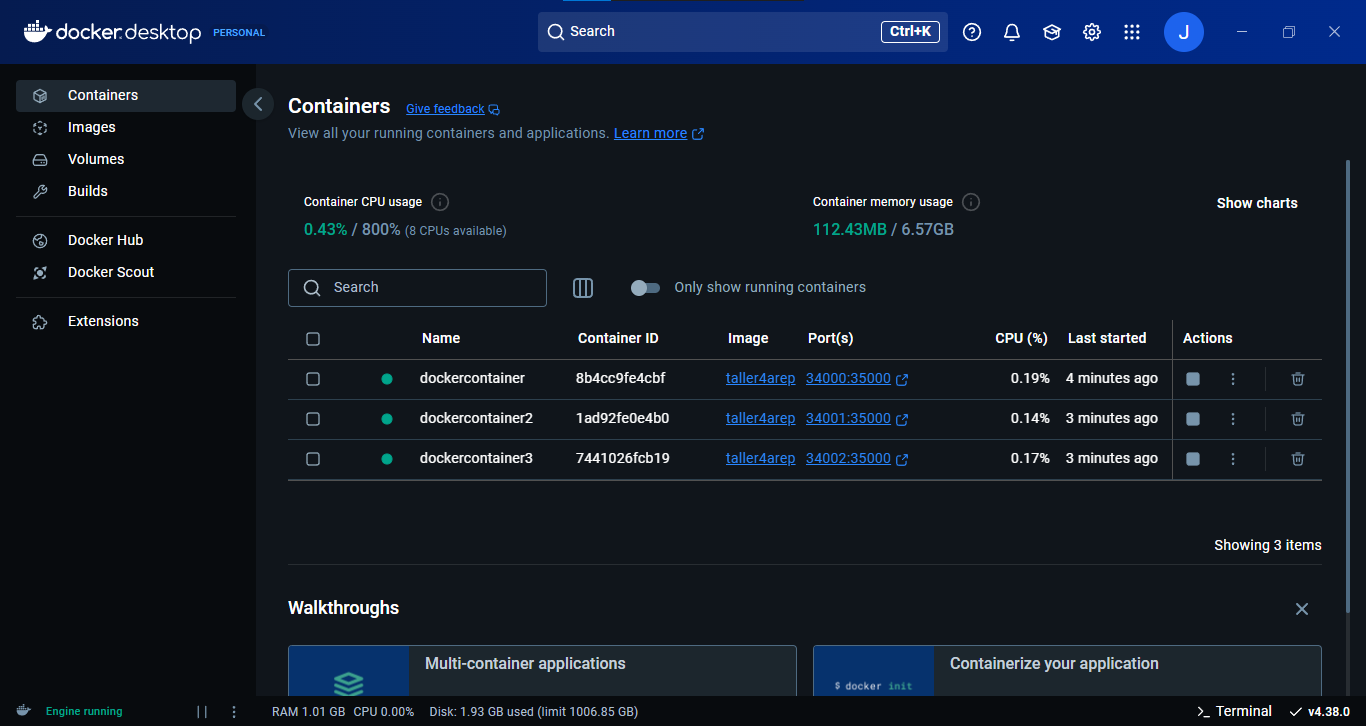 docker.desktop PERSONAL
Search Ctrl+K
J
Containers
Images
Volumes
Builds
Docker Hub
Docker Scout
Extensions
Containers Give feedback
View all your running containers and applications. Learn more
Container CPU usage
0.43% / 800% (8 CPUs available)
Container memory usage
112.43MB / 6.57GB
Show charts
Search
Only show running containers
Name Container ID Image Port(s) CPU (%) Last started Actions
dockercontainer 8b4cc9fe4cbf taller4arep 34000:35000 0.19% 4 minutes ago
dockercontainer2 1ad92fe0e4b0 taller4arep 34001:35000 0.14% 3 minutes ago
dockercontainer3 7441026fcb19 taller4arep 34002:35000 0.17% 3 minutes ago
Showing 3 items
Walkthroughs
Multi-container applications
$ docker init
Containerize your application
Engine running
RAM 1.01 GB CPU 0.00% Disk: 1.93 GB used (limit 1006.85 GB)
>_ Terminal
v4.38.0